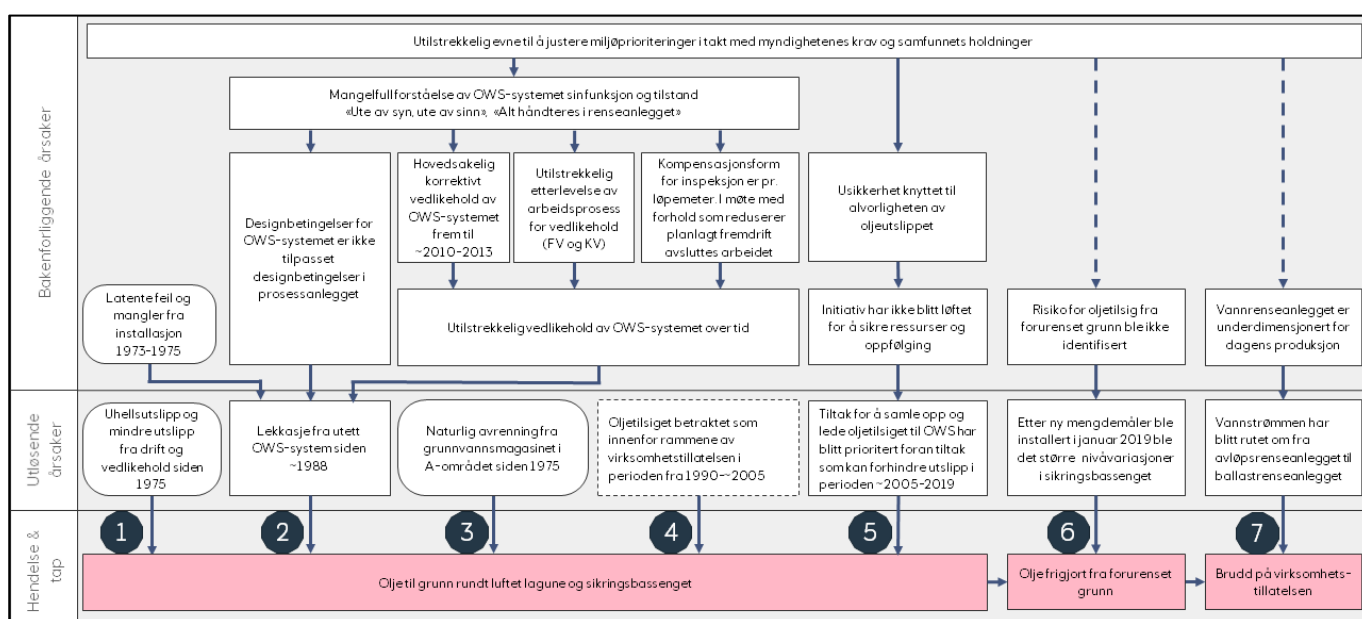 Bakenforliggende årsaker
Utilstrekkelig evne til å justere miljøprioriteringer i takt med myndighetenes krav og samfunnets holdninger
Mangelfull forståelse av OWS-systemet sin funksjon og tilstand
«Ute av syn, ute av sinn», «Alt håndteres i renseanlegget»
Designbetingelser for
OWS-systemet er ikke
tilpasset
designbetingelser i
prosessanlegget
Hovedsakelig
korrektivt
vedlikehold av
OWS-systemet
frem til
~2010-2013
Utilstrekkelig
etterlevelse av
arbeidsprosess
for vedlikehold
(FV og KV)
Kompensasjonsform
for inspeksjon er pr.
løpemeter. I møte med
forhold som reduserer
planlagt fremdrift
avsluttes arbeidet
Usikkerhet knyttet til
alvorligheten av
oljeutslippet
Latente feil og
mangler fra
installasjon
1973-1975
Utilstrekkelig vedlikehold av OWS-systemet over tid
Initiativ har ikke blitt løftet
for å sikre ressurser og
oppfølging
Risiko for oljetilsig fra
forurenset grunn ble ikke
identifisert
Vannrenseanlegget er
underdimensjonert for
dagens produksjon
Utløsende
årsaker
Uhellsutslipp og
mindre utslipp
fra drift og
vedlikehold siden
1975
Lekkasje fra utett
OWS-system siden
~1988
Naturlig avrenning fra
grunnvannsmagasinet i
A-området siden 1975
Oljetilsiget betraktet som
innenfor rammene av
virksomhetstillatelsen i
perioden fra 1990-~2005
Tiltak for å samle opp og
lede oljetilsiget til OWS har
blitt prioritert foran tiltak
som kan forhindre utslipp i
perioden ~2005-2019
Etter ny mengdemåler ble
installert i januar 2019 ble
det større nivåvariasjoner
i sikringsbassenget
Vannstrømmen har
blitt rutet om fra
avløpsrenseanlegget til
ballastrenseanlegget
Hendelse &
tap
1
2
3
4
5
6
7
Olje til grunn rundt luftet lagune og sikringsbassenget
Olje frigjort fra forurenset
grunn
Brudd på virksomhets-
tillatelsen